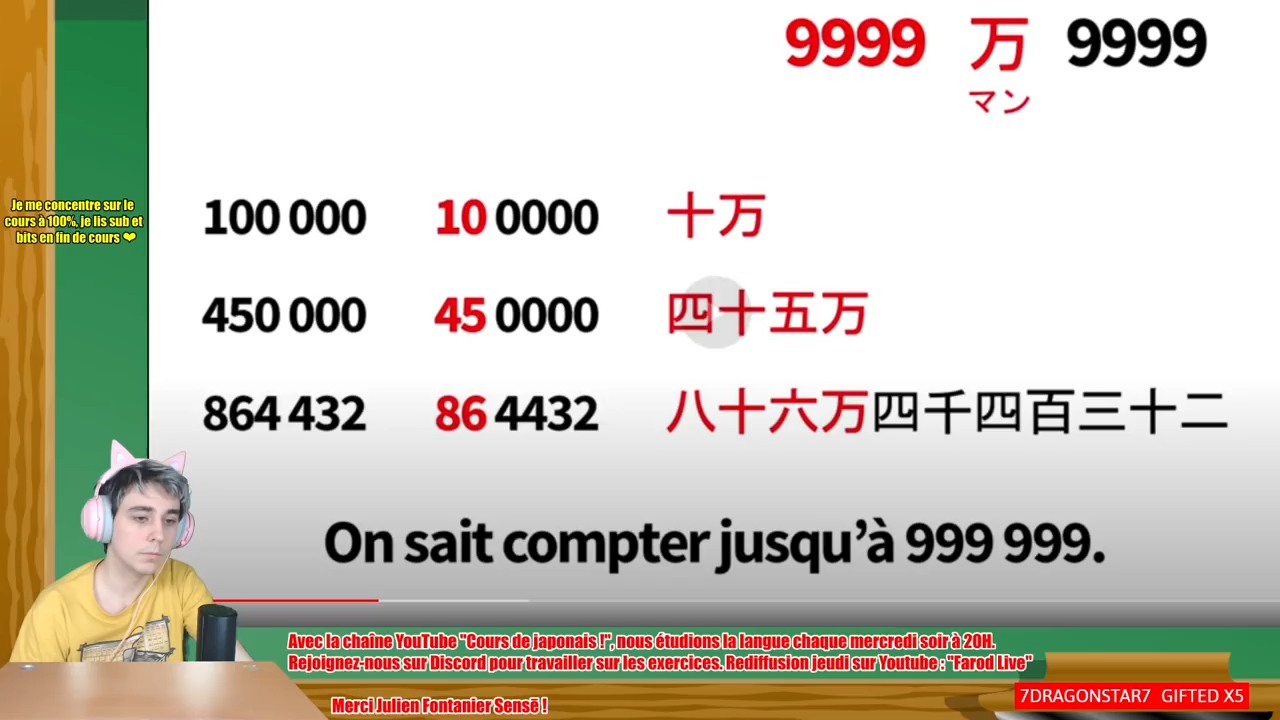 9999 万 9999
マン
100 000 10 0000 十万
450 000 45 0000 四十五万
864 432 86 4432 八十六万四千四百三十二
On sait compter jusqu’à 999 999.
Je me concentre sur le
cours à 100%, je lis sub et
bits en fin de cours ❤
Avec la chaîne YouTube "Cours de japonais !", nous étudions la langue chaque mercredi soir à 20H.
Rejoignez-nous sur Discord pour travailler sur les exercices. Rediffusion jeudi sur Youtube : "Farod Live"
Merci Julien Fontanier Sensē !
7DRAGONSTAR7 GIFTED X5